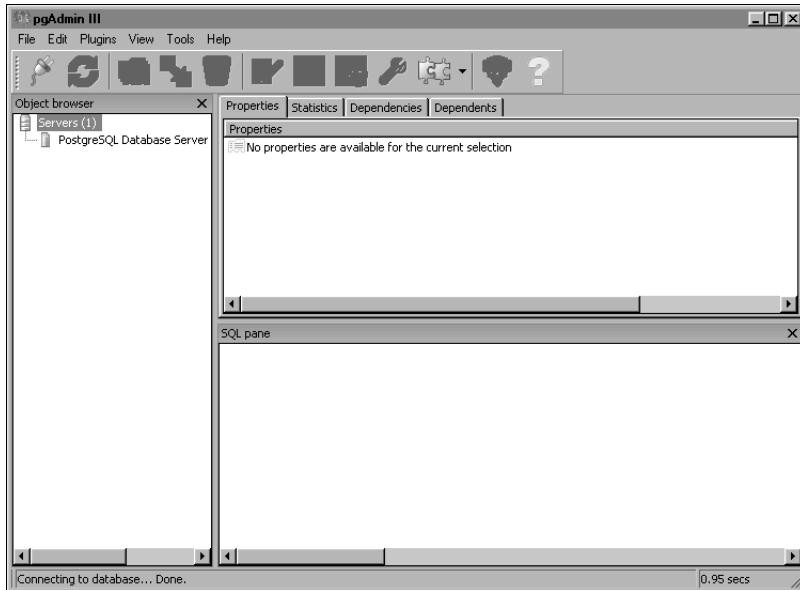 pgAdmin III
File Edit Plugins View Tools Help
Object browser
Servers (1)
PostgreSQL Database Server
Properties Statistics Dependencies Dependents
Properties
No properties are available for the current selection
SQL pane
Connecting to database... Done.
0.95 secs